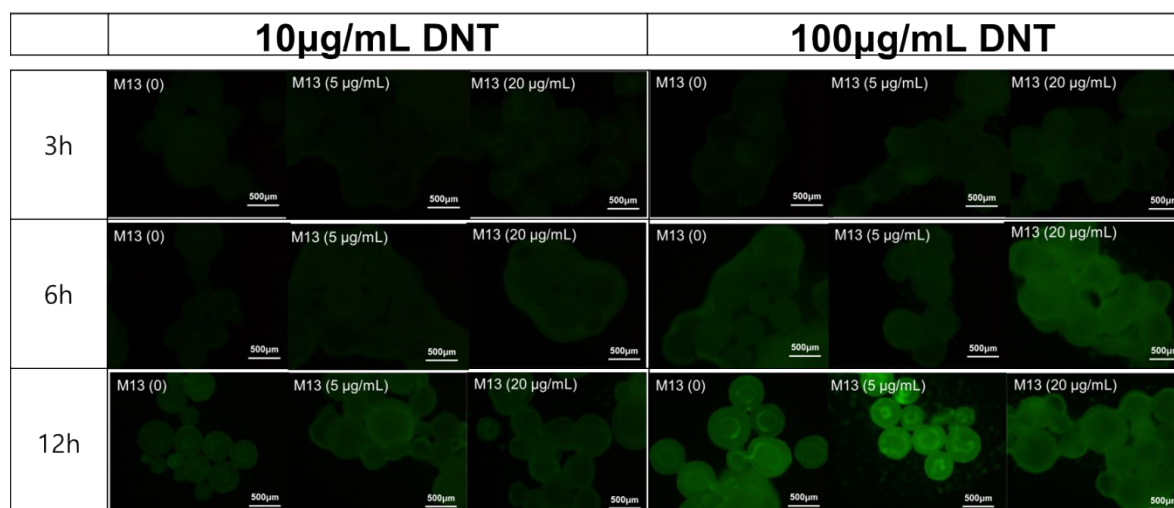 10µg/mL DNT 100µg/mL DNT
3h
M13 (0) M13 (5 µg/mL) M13 (20 µg/mL) M13 (0) M13 (5 µg/mL) M13 (20 µg/mL)
500µm 500µm 500µm 500µm 500µm 500µm
6h
M13 (0) M13 (5 µg/mL) M13 (20 µg/mL) M13 (0) M13 (5 µg/mL) M13 (20 µg/mL)
500µm 500µm 500µm 500µm 500µm 500µm
12h
M13 (0) M13 (5 µg/mL) M13 (20 µg/mL) M13 (0) M13 (5 µg/mL) M13 (20 µg/mL)
500µm 500µm 500µm 500µm 500µm 500µm